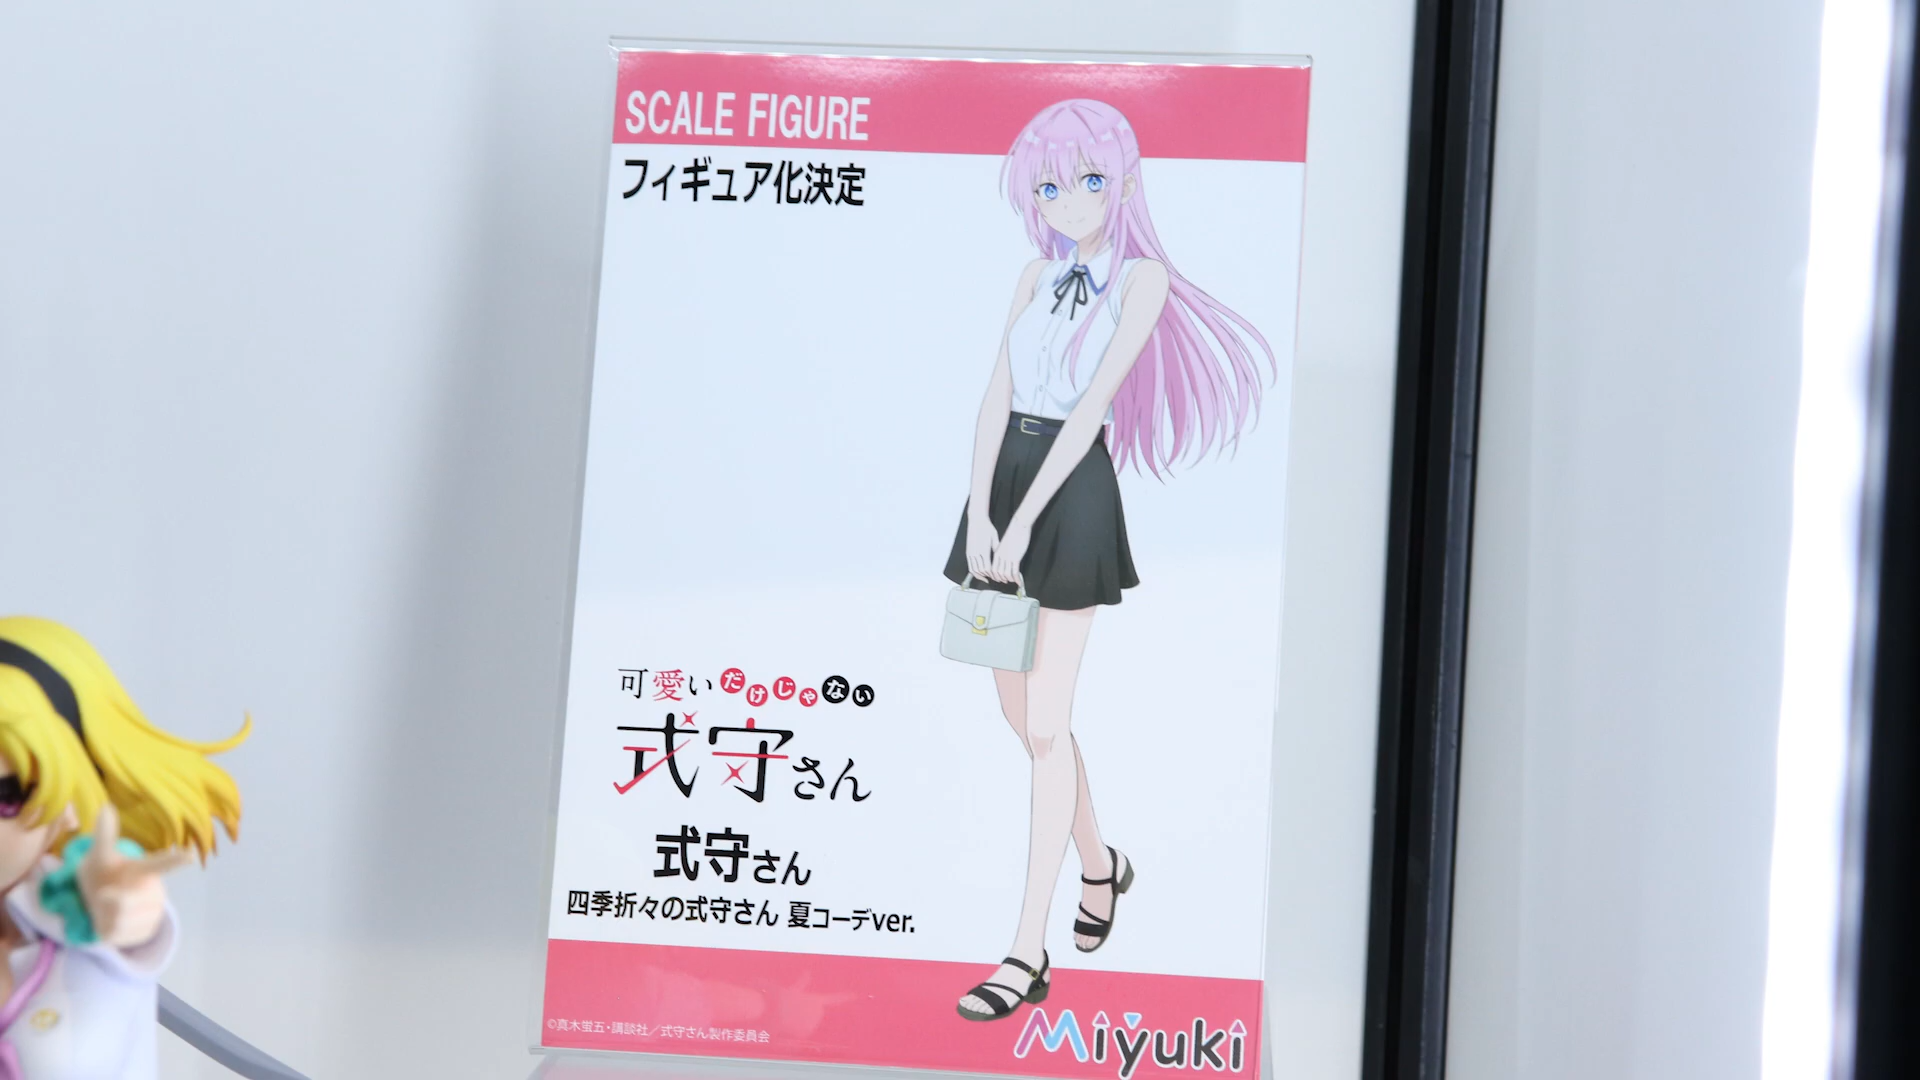 SCALE FIGURE
フィギュア化決定
可愛いだけじゃない
式守さん
式守さん
四季折々の式守さん 夏コーデver.
©真木蛍五・講談社／式守さん製作委員会
Miyuki